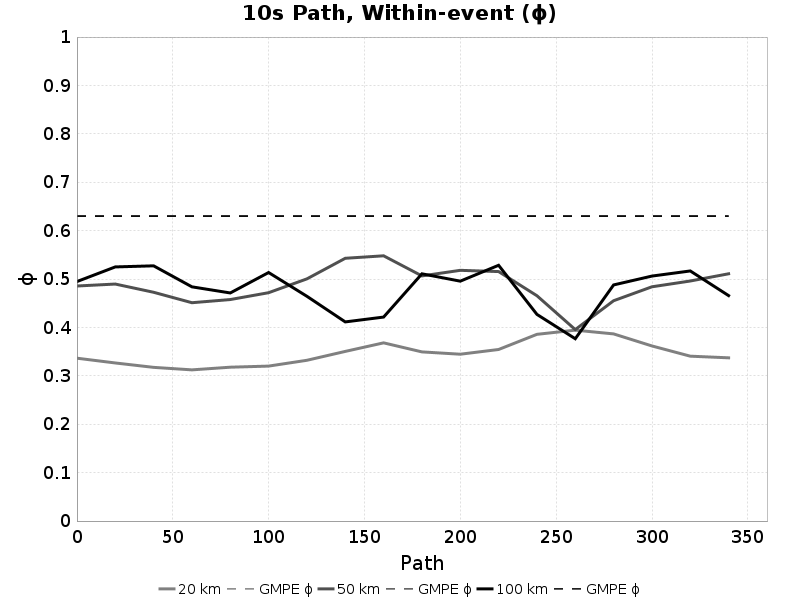 10s Path, Within-event (ϕ)
1
0.9
0.8
0.7
0.6
0.5
0.4
0.3
0.2
0.1
0
ϕ
0 50 100 150 200 250 300 350
Path
20 km GMPE ϕ 50 km GMPE ϕ 100 km GMPE ϕ